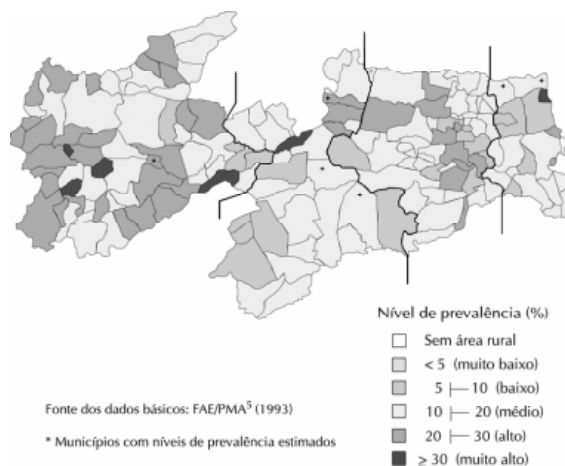 Nível de prevalência (%)
Sem área rural
< 5 (muito baixo)
5 ├─ 10 (baixo)
10 ├─ 20 (médio)
20 ├─ 30 (alto)
≥ 30 (muito alto)
Fonte dos dados básicos: FAE/PMA⁵ (1993)
* Municípios com níveis de prevalência estimados